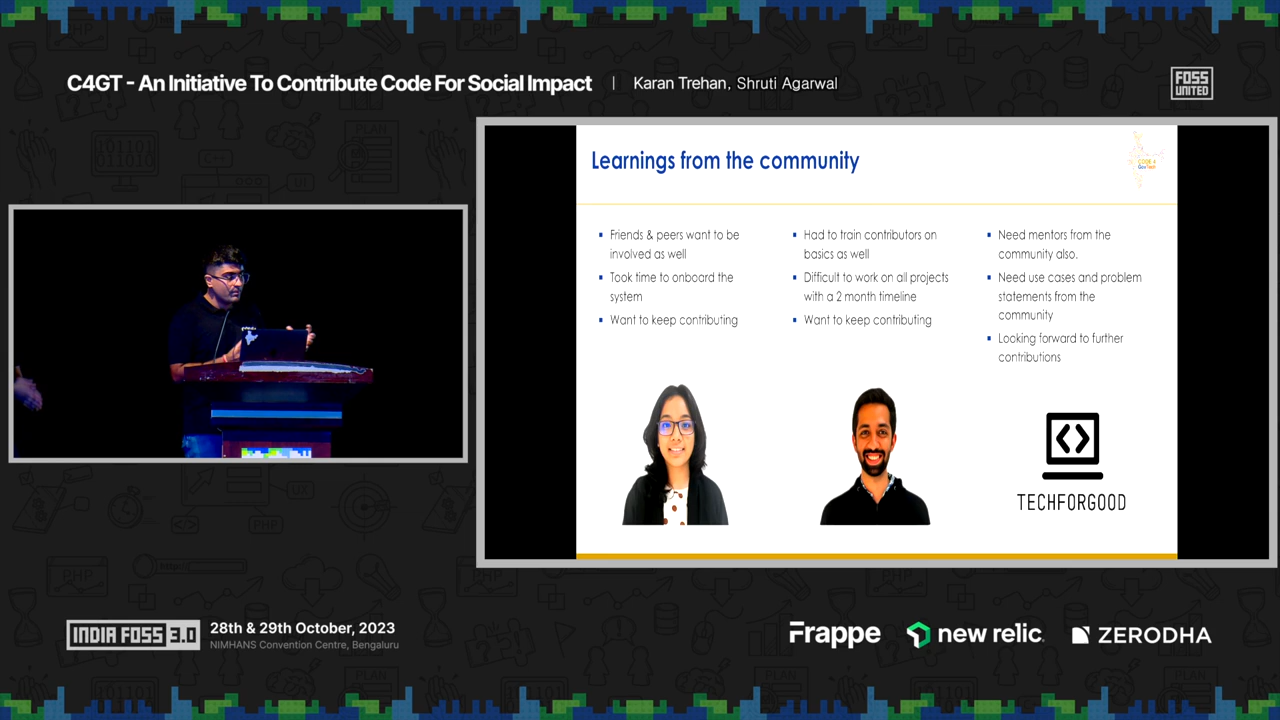 C4GT - An Initiative To Contribute Code For Social Impact | Karan Trehan, Shruti Agarwal
FOSS
UNITED
Learnings from the community
CODE 4
GovTech
▪ Friends & peers want to be
involved as well
▪ Took time to onboard the
system
▪ Want to keep contributing
▪ Had to train contributors on
basics as well
▪ Difficult to work on all projects
with a 2 month timeline
▪ Want to keep contributing
▪ Need mentors from the
community also.
▪ Need use cases and problem
statements from the
community
▪ Looking forward to further
contributions
TECHFORGOOD
INDIA FOSS 3.0
28th & 29th October, 2023
NIMHANS Convention Centre, Bengaluru
Frappe
new relic
ZERODHA